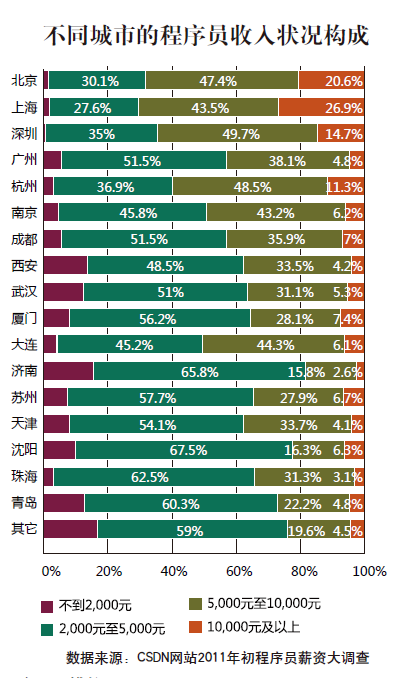 不同城市的程序员收入状况构成
北京 30.1% 47.4% 20.6%
上海 27.6% 43.5% 26.9%
深圳 35% 49.7% 14.7%
广州 51.5% 38.1% 4.8%
杭州 36.9% 48.5% 11.3%
南京 45.8% 43.2% 6.2%
成都 51.5% 35.9% 7%
西安 48.5% 33.5% 4.2%
武汉 51% 31.1% 5.3%
厦门 56.2% 28.1% 7.4%
大连 45.2% 44.3% 6.1%
济南 65.8% 15.8% 2.6%
苏州 57.7% 27.9% 6.7%
天津 54.1% 33.7% 4.1%
沈阳 67.5% 16.3% 6.3%
珠海 62.5% 31.3% 3.1%
青岛 60.3% 22.2% 4.8%
其它 59% 19.6% 4.5%
0% 20% 40% 60% 80% 100%
不到2,000元 5,000元至10,000元
2,000元至5,000元 10,000元及以上
数据来源：CSDN网站2011年初程序员薪资大调查